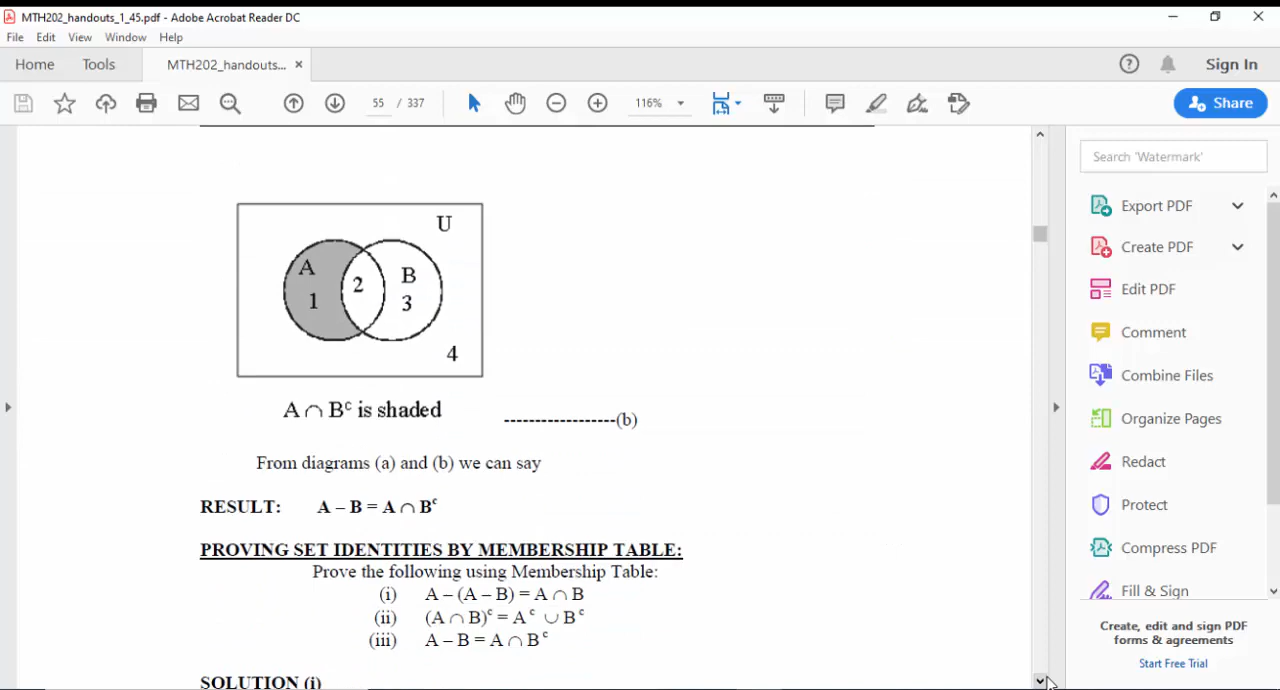 MTH202_handouts_1_45.pdf - Adobe Acrobat Reader DC
File Edit View Window Help
Home Tools MTH202_handouts... × Sign In
55 / 337 116% Share
Search 'Watermark'
Export PDF
Create PDF
Edit PDF
Comment
Combine Files
Organize Pages
Redact
Protect
Compress PDF
Fill & Sign
Create, edit and sign PDF
forms & agreements
Start Free Trial
U
A
B
2
1
3
4
A ∩ Bᶜ is shaded ------------------(b)
From diagrams (a) and (b) we can say
RESULT: A – B = A ∩ Bᶜ
PROVING SET IDENTITIES BY MEMBERSHIP TABLE:
Prove the following using Membership Table:
(i) A – (A – B) = A ∩ B
(ii) (A ∩ B)ᶜ = Aᶜ ∪ Bᶜ
(iii) A – B = A ∩ Bᶜ
SOLUTION (i)